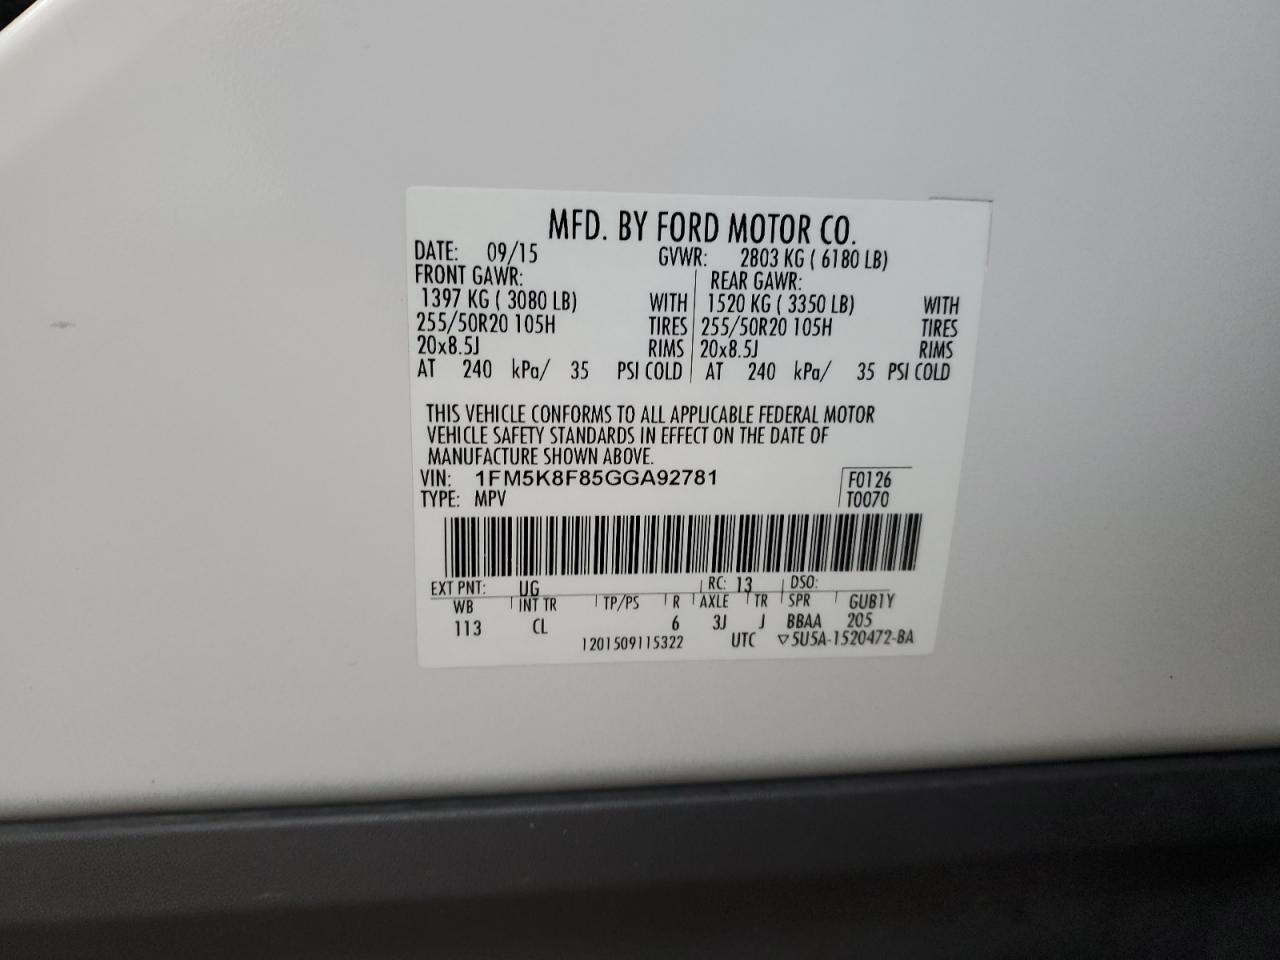 MFD. BY FORD MOTOR CO.
DATE: 09/15 GVWR: 2803 KG ( 6180 LB)
FRONT GAWR: REAR GAWR:
1397 KG ( 3080 LB) WITH 1520 KG ( 3350 LB) WITH
255/50R20 105H TIRES 255/50R20 105H TIRES
20x8.5J RIMS 20x8.5J RIMS
AT 240 kPa/ 35 PSI COLD AT 240 kPa/ 35 PSI COLD
THIS VEHICLE CONFORMS TO ALL APPLICABLE FEDERAL MOTOR
VEHICLE SAFETY STANDARDS IN EFFECT ON THE DATE OF
MANUFACTURE SHOWN ABOVE.
VIN: 1FM5K8F85GGA92781 F0126
TYPE: MPV T0070
EXT PNT: UG RC: 13 DSO:
WB INT TR TP/PS R AXLE TR SPR GUB1Y
113 CL 6 3J J BBAA 205
1201509115322 UTC ▽5U5A-1520472-BA